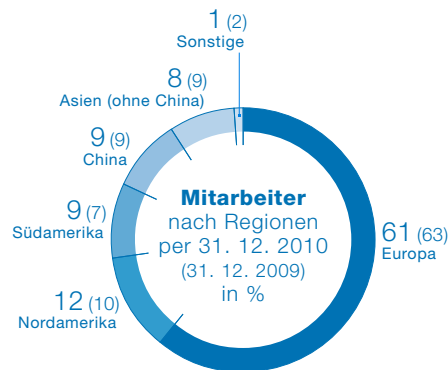 1 (2)
Sonstige
8 (9)
Asien (ohne China)
9 (9)
China
9 (7)
Südamerika
12 (10)
Nordamerika
Mitarbeiter
nach Regionen
per 31. 12. 2010
(31. 12. 2009)
in %
61 (63)
Europa